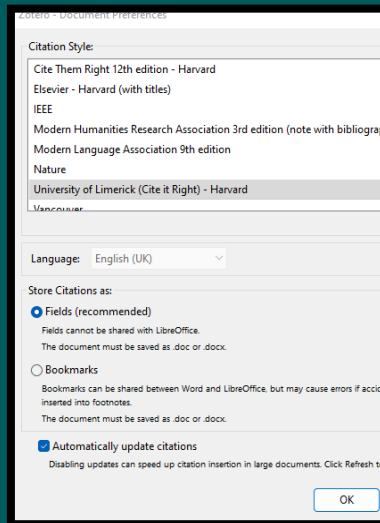 Zotero - Document Preferences
Citation Style:
Cite Them Right 12th edition - Harvard
Elsevier - Harvard (with titles)
IEEE
Modern Humanities Research Association 3rd edition (note with bibliogra
Modern Language Association 9th edition
Nature
University of Limerick (Cite it Right) - Harvard
Vancouver
Language: English (UK)
Store Citations as:
Fields (recommended)
Fields cannot be shared with LibreOffice.
The document must be saved as .doc or .docx.
Bookmarks
Bookmarks can be shared between Word and LibreOffice, but may cause errors if accid
inserted into footnotes.
The document must be saved as .doc or .docx.
Automatically update citations
Disabling updates can speed up citation insertion in large documents. Click Refresh t
OK